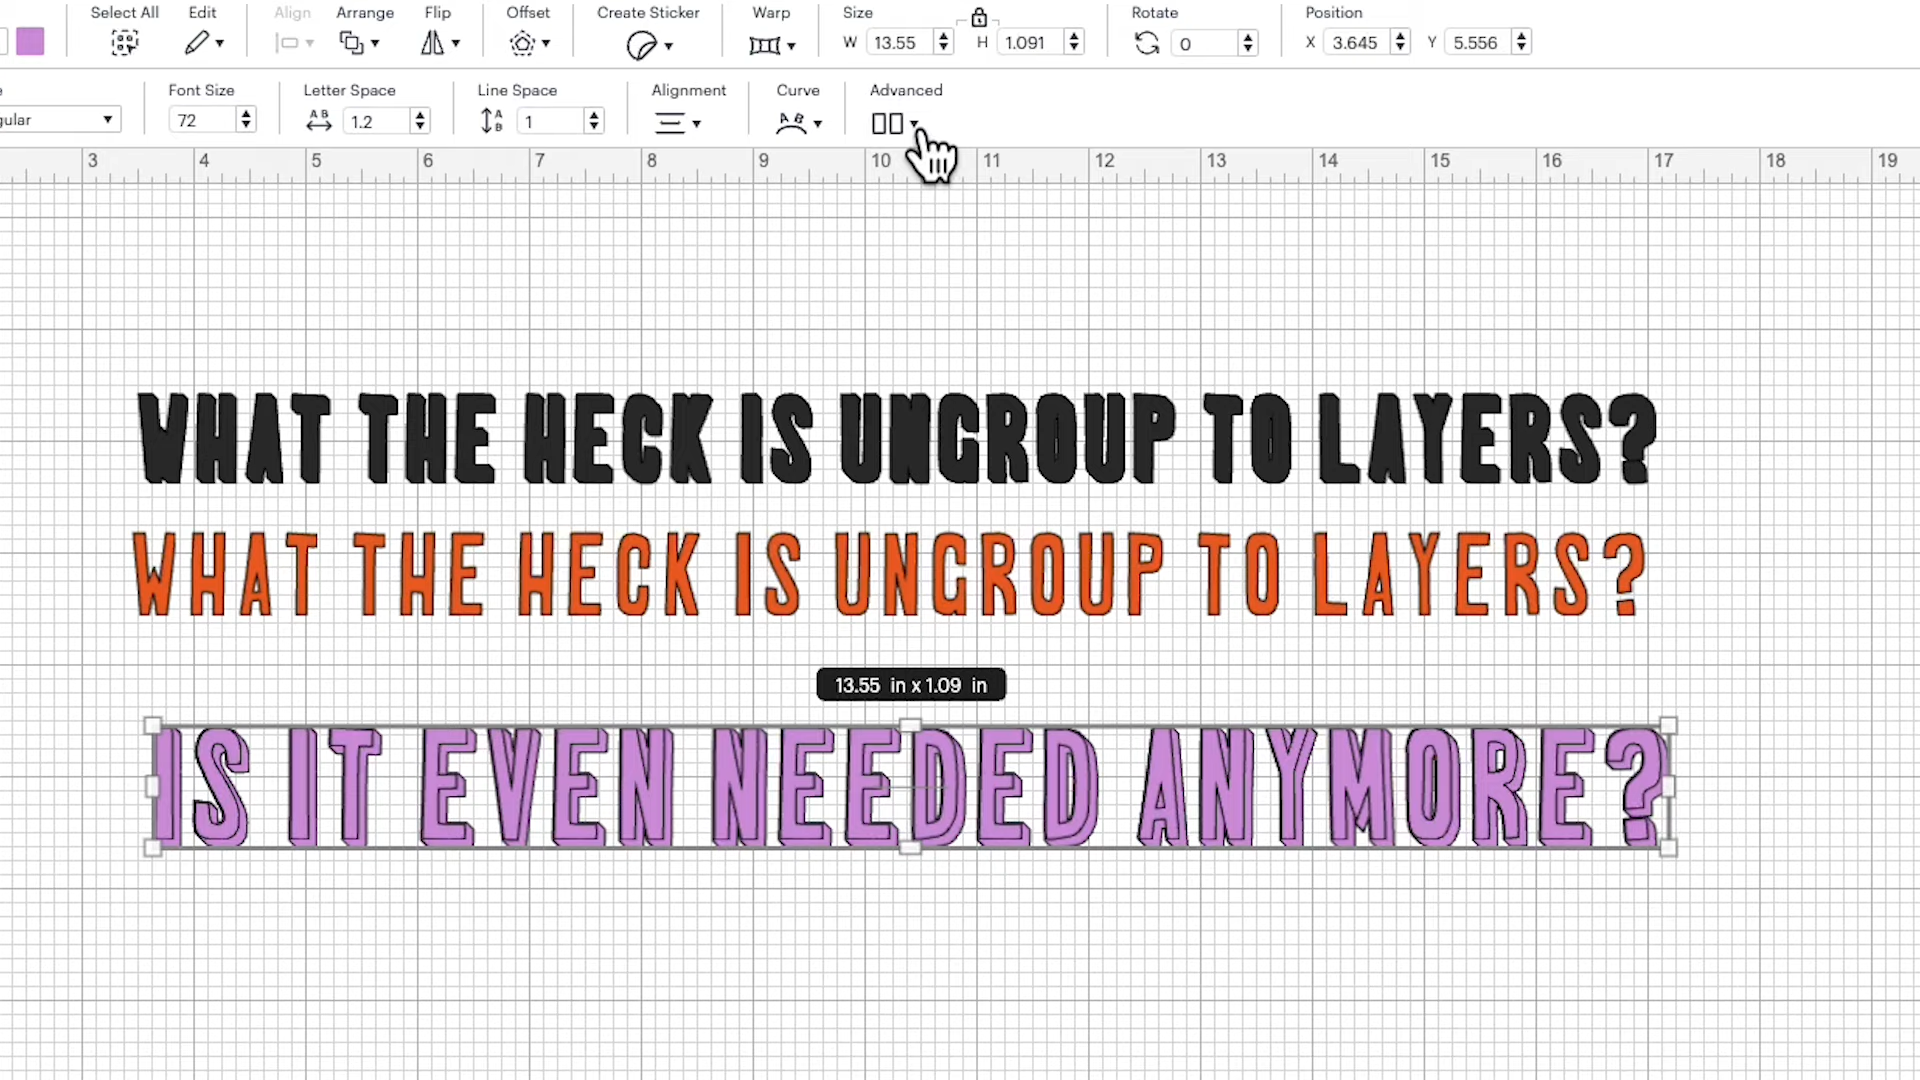 Select All Edit Align Arrange Flip Offset Create Sticker Warp Size Rotate Position
W 13.55 H 1.091 0 X 3.645 Y 5.556
Font Size Letter Space Line Space Alignment Curve Advanced
gular 72 1.2 1
3 4 5 6 7 8 9 10 11 12 13 14 15 16 17 18 19
WHAT THE HECK IS UNGROUP TO LAYERS?
WHAT THE HECK IS UNGROUP TO LAYERS?
13.55 in x 1.09 in
IS IT EVEN NEEDED ANYMORE?